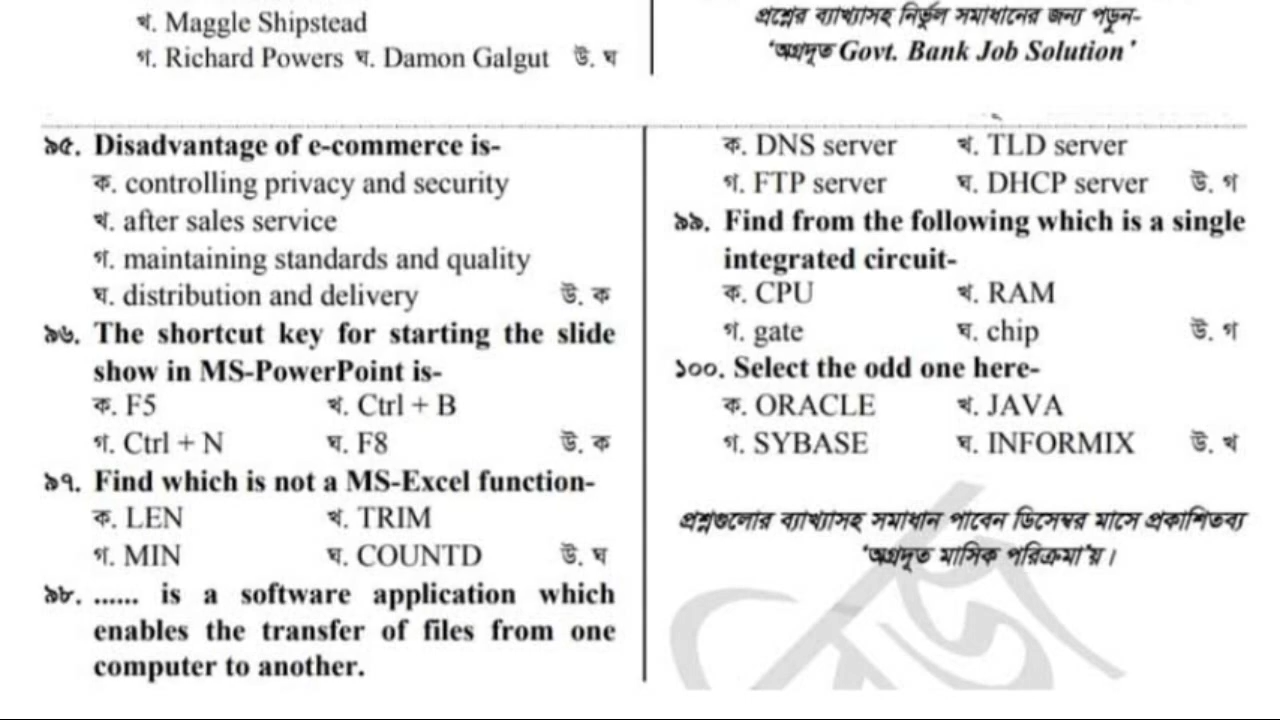 খ. Maggle Shipstead
গ. Richard Powers ঘ. Damon Galgut উ. ঘ
প্রশ্নের ব্যাখ্যাসহ নির্ভুল সমাধানের জন্য পড়ুন-
‘অগ্রদূত Govt. Bank Job Solution’
৯৫. Disadvantage of e-commerce is-
ক. controlling privacy and security
খ. after sales service
গ. maintaining standards and quality
ঘ. distribution and delivery উ. ক
৯৬. The shortcut key for starting the slide
show in MS-PowerPoint is-
ক. F5 খ. Ctrl + B
গ. Ctrl + N ঘ. F8 উ. ক
৯৭. Find which is not a MS-Excel function-
ক. LEN খ. TRIM
গ. MIN ঘ. COUNTD উ. ঘ
৯৮. ...... is a software application which
enables the transfer of files from one
computer to another.
ক. DNS server খ. TLD server
গ. FTP server ঘ. DHCP server উ. গ
৯৯. Find from the following which is a single
integrated circuit-
ক. CPU খ. RAM
গ. gate ঘ. chip উ. গ
১০০. Select the odd one here-
ক. ORACLE খ. JAVA
গ. SYBASE ঘ. INFORMIX উ. খ
প্রশ্নগুলোর ব্যাখ্যাসহ সমাধান পাবেন ডিসেম্বর মাসে প্রকাশিতব্য
‘অগ্রদূত মাসিক পরিক্রমা’য়।